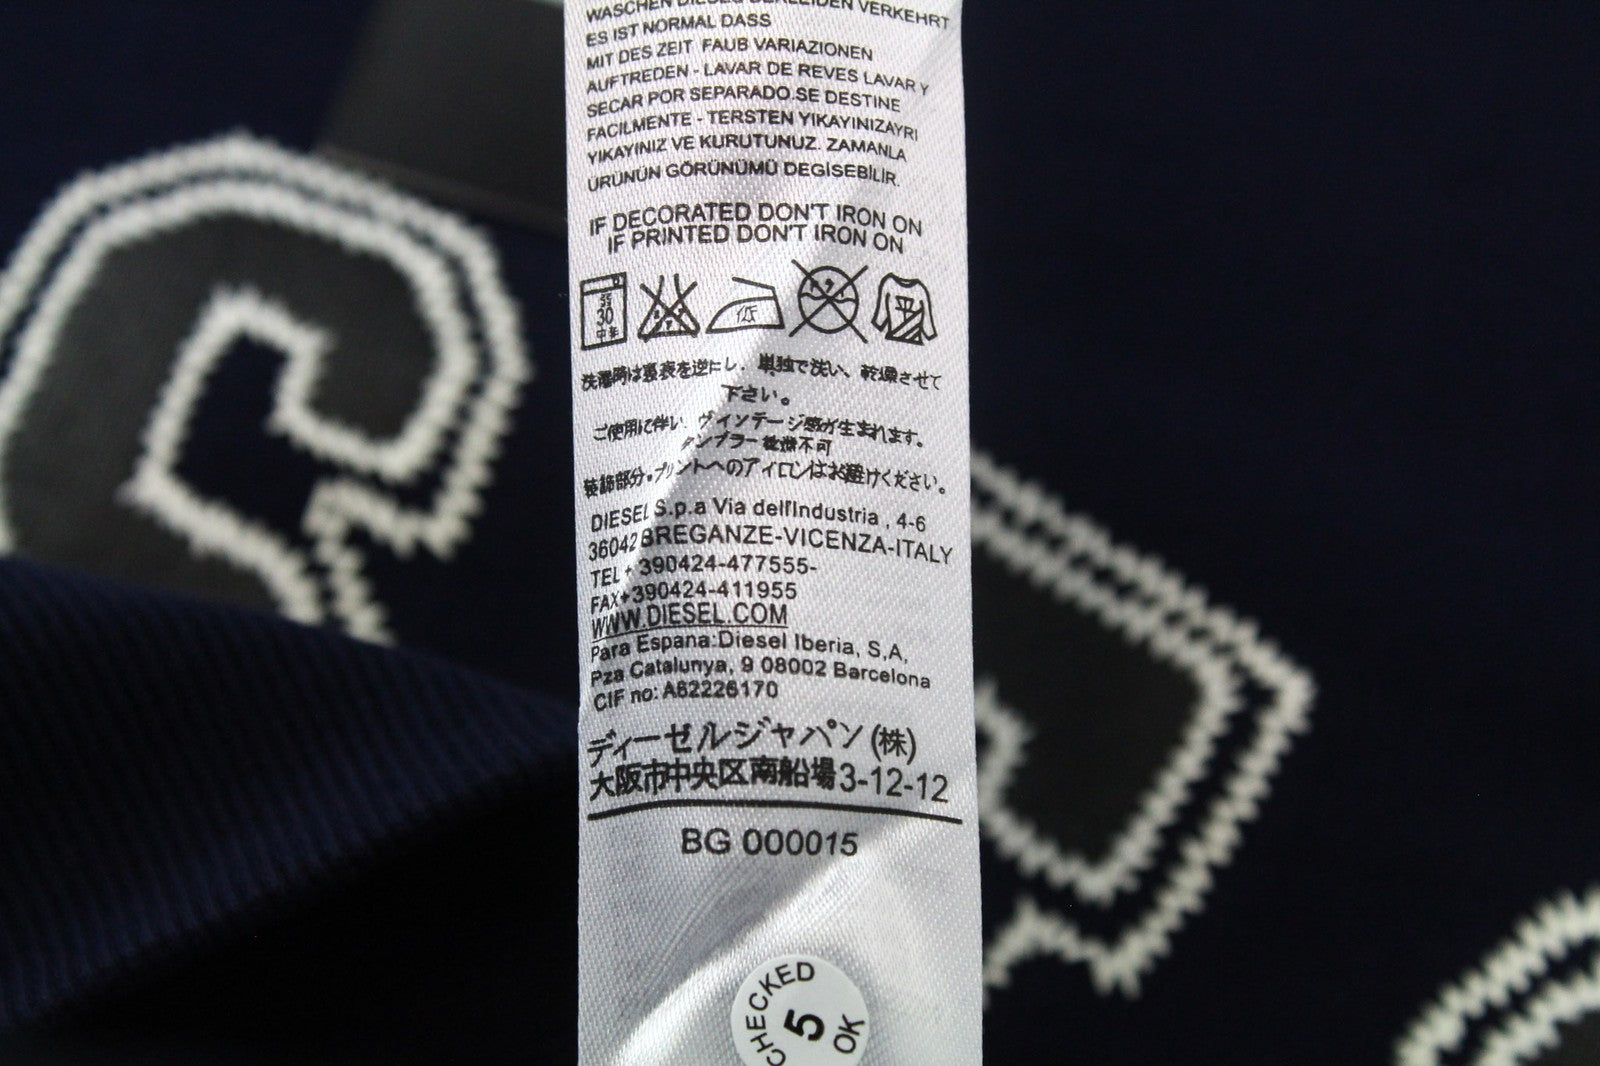 WASCHEN DIESES BEKLEIDEN VERKEHRT
ES IST NORMAL DASS
MIT DES ZEIT FAUB VARIAZIONEN
AUFTREDEN - LAVAR DE REVES LAVAR Y
SECAR POR SEPARADO.SE DESTINE
FACILMENTE - TERSTEN YIKAYINIZAYRI
YIKAYINIZ VE KURUTUNUZ. ZAMANLA
ÜRÜNÜN GÖRÜNÜMÜ DEGİSEBİLİR.
IF DECORATED DON'T IRON ON
IF PRINTED DON'T IRON ON
30
中性
低
平
洗濯時は裏表を逆にし、単独で洗い、乾燥させて
下さい。
ご使用に伴い、ヴィンテージ感が生まれます。
タンブラー乾燥不可
装飾部分・プリントへのアイロンはお避けください。
DIESEL S.p.a Via dell'Industria , 4-6
36042 BREGANZE-VICENZA-ITALY
TEL+ 390424-477555-
FAX+390424-411955
WWW.DIESEL.COM
Para Espana:Diesel Iberia, S,A,
Pza Catalunya, 9 08002 Barcelona
CIF no: A62226170
ディーゼルジャパン(株)
大阪市中央区南船場3-12-12
BG 000015
CHECKED
5
OK